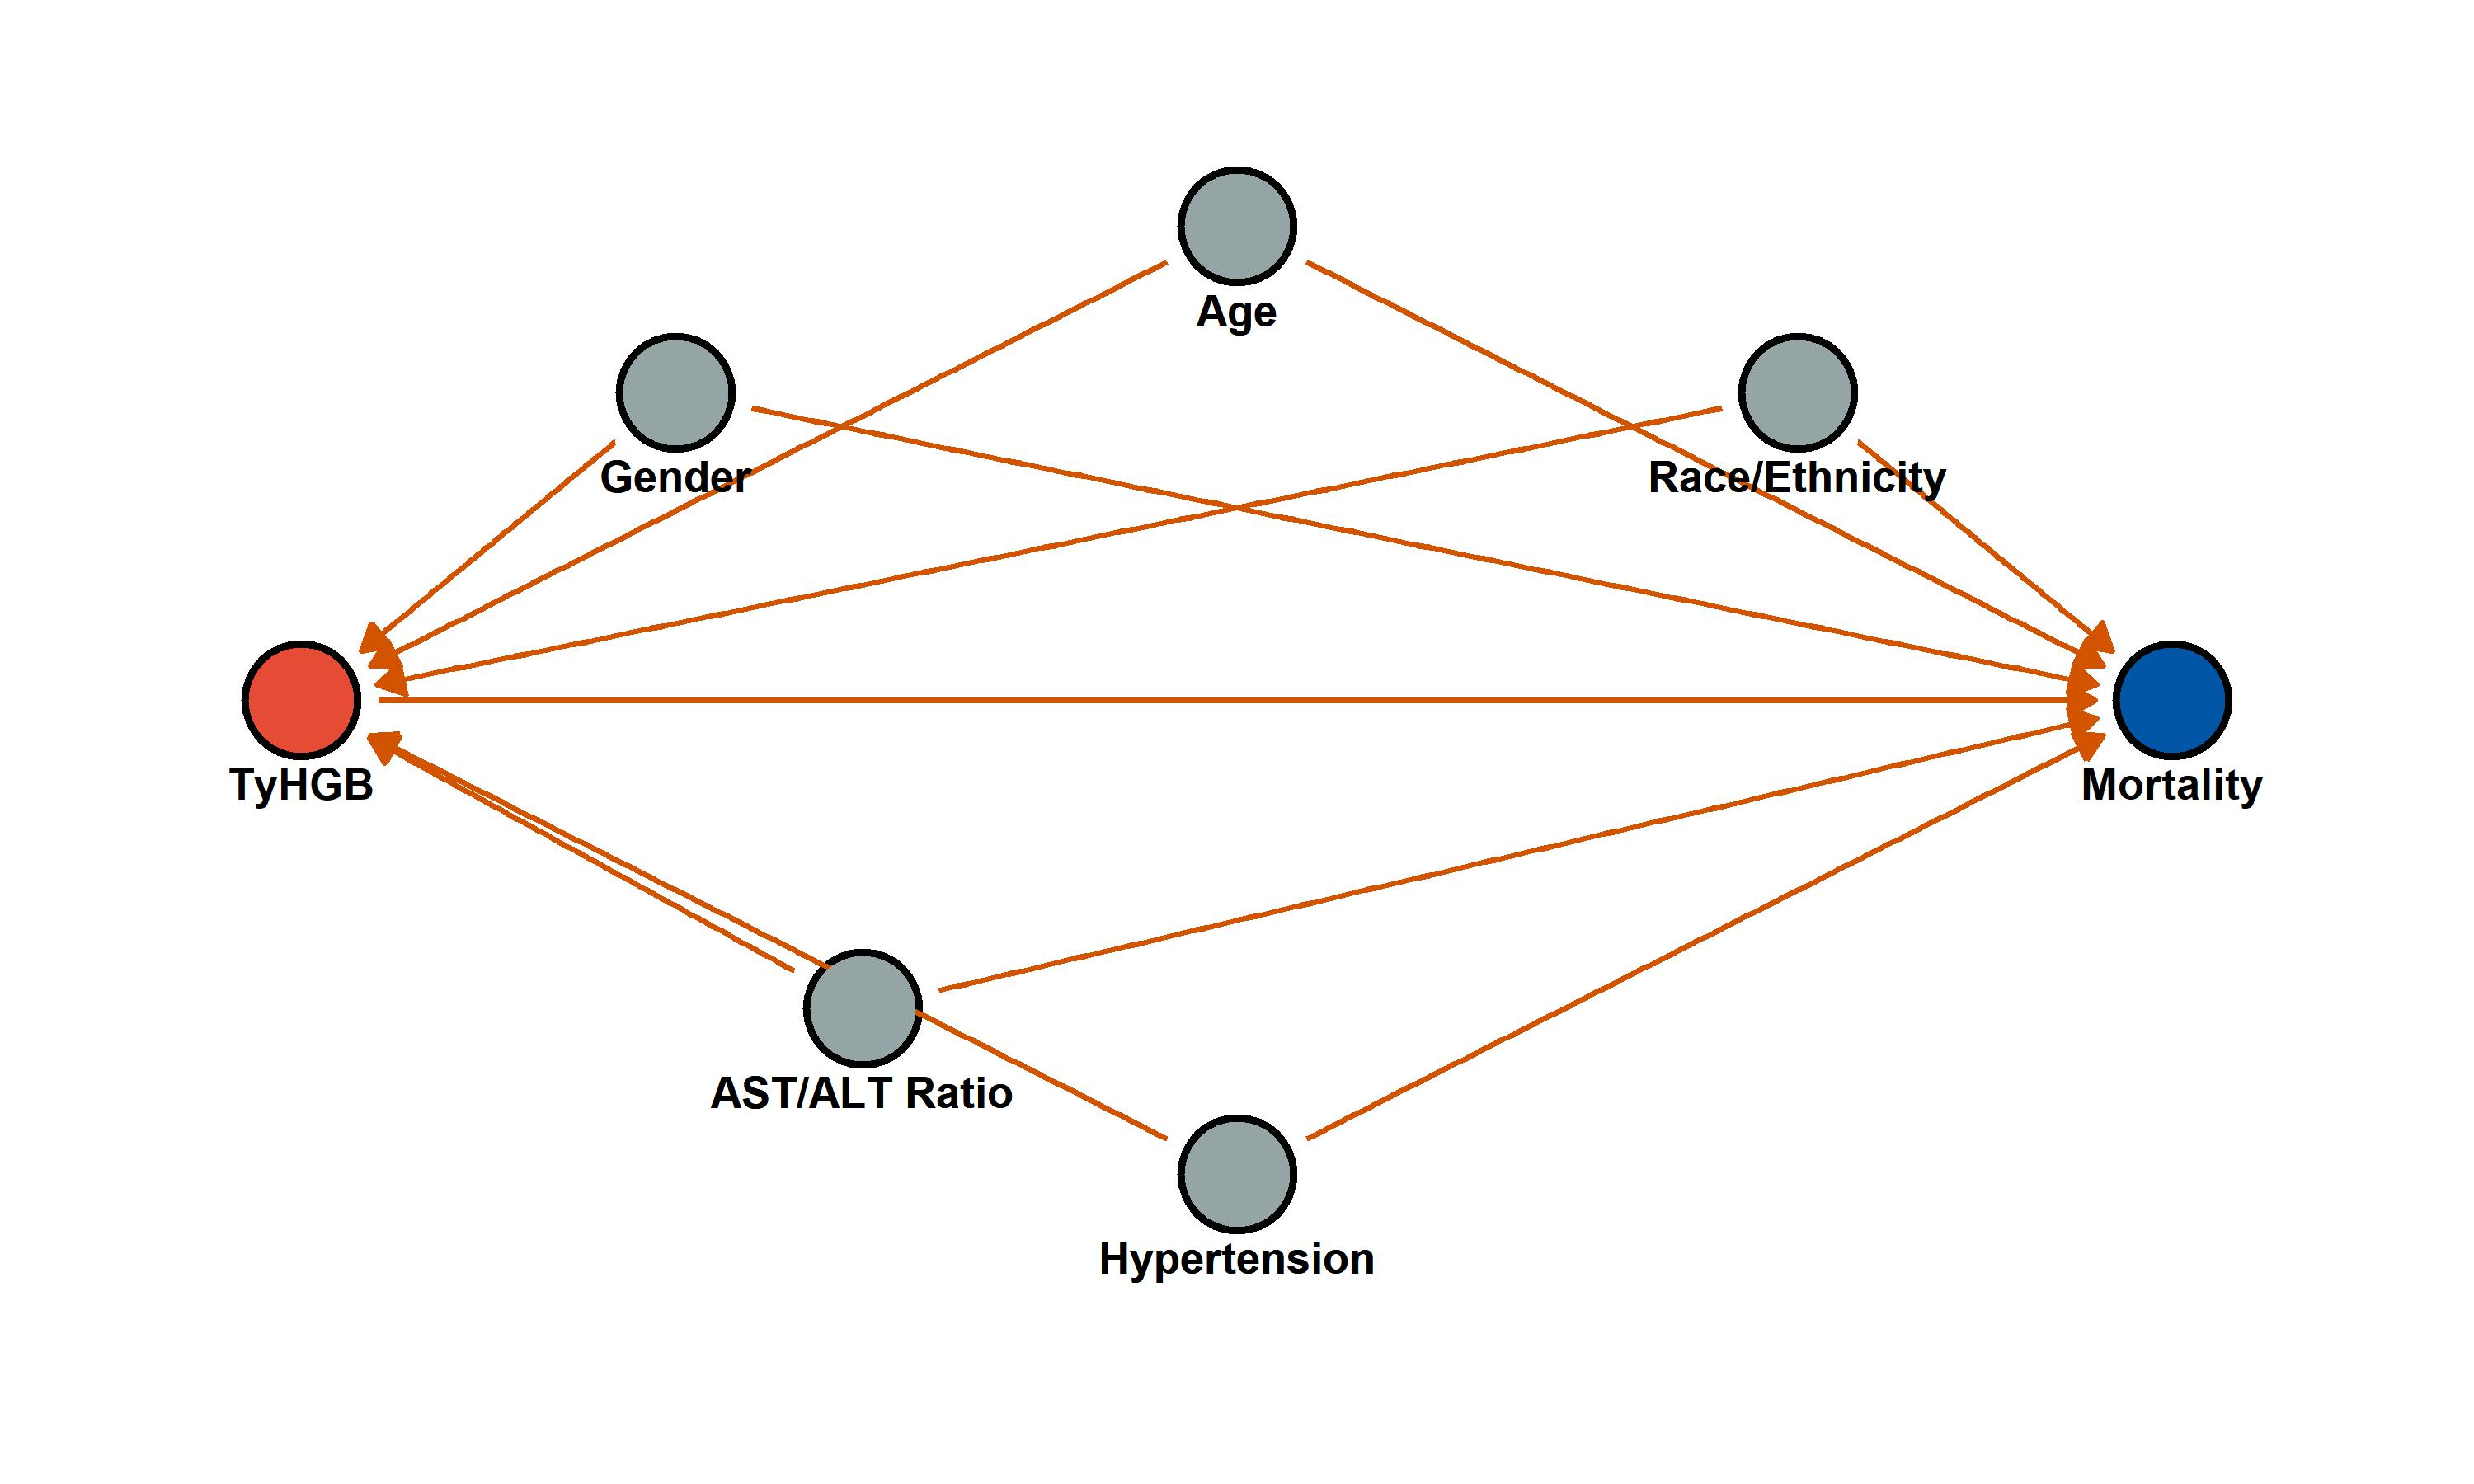 Age
Gender
Race/Ethnicity
TyHGB
Mortality
AST/ALT Ratio
Hypertension